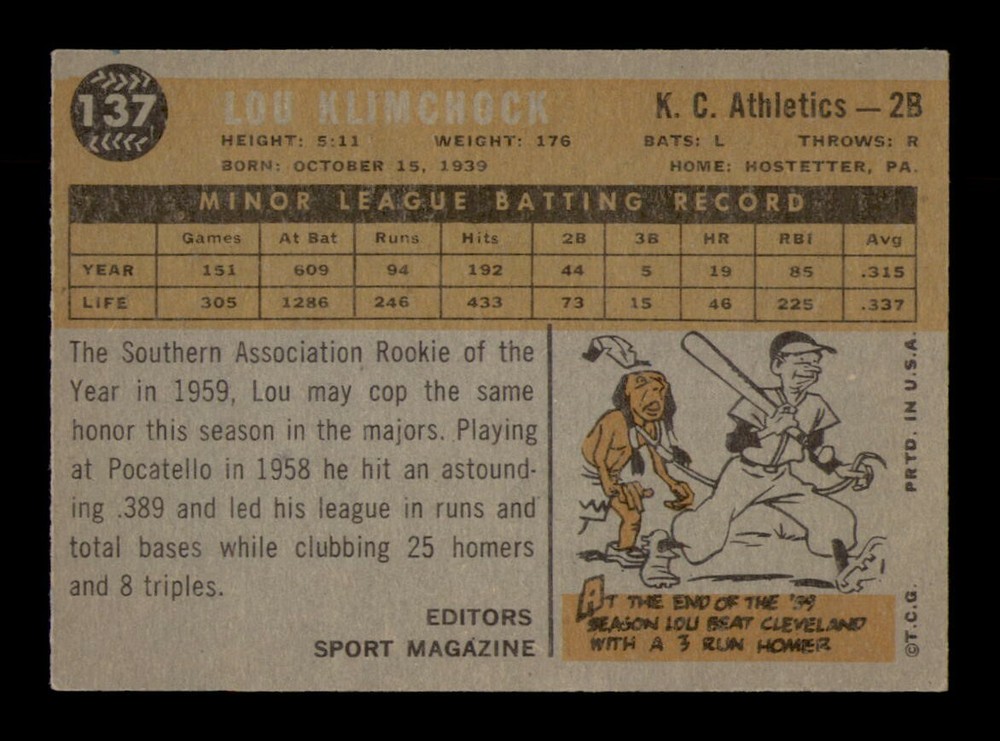 137
LOU KLIMCHOCK
K. C. Athletics — 2B
HEIGHT: 5:11 WEIGHT: 176 BATS: L THROWS: R
BORN: OCTOBER 15, 1939 HOME: HOSTETTER, PA.
MINOR LEAGUE BATTING RECORD
Games At Bat Runs Hits 2B 3B HR RBI Avg
YEAR 151 609 94 192 44 5 19 85 .315
LIFE 305 1286 246 433 73 15 46 225 .337
The Southern Association Rookie of the
Year in 1959, Lou may cop the same
honor this season in the majors. Playing
at Pocatello in 1958 he hit an astound-
ing .389 and led his league in runs and
total bases while clubbing 25 homers
and 8 triples.
EDITORS
SPORT MAGAZINE
AT THE END OF THE '59
SEASON LOU BEAT CLEVELAND
WITH A 3 RUN HOMER
©T.C.G. PRTD. IN U.S.A.